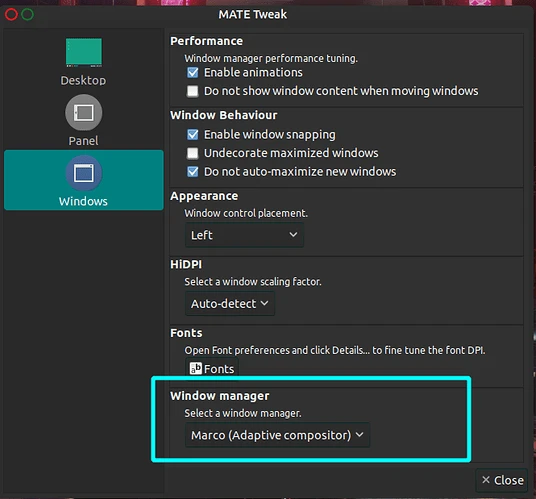 MATE Tweak
Desktop
Panel
Windows
Performance
Window manager performance tuning.
Enable animations
Do not show window content when moving windows
Window Behaviour
Enable window snapping
Undecorate maximized windows
Do not auto-maximize new windows
Appearance
Window control placement.
Left
HiDPI
Select a window scaling factor.
Auto-detect
Fonts
Open Font preferences and click Details... to fine tune the font DPI.
ab Fonts
Window manager
Select a window manager.
Marco (Adaptive compositor)
Close